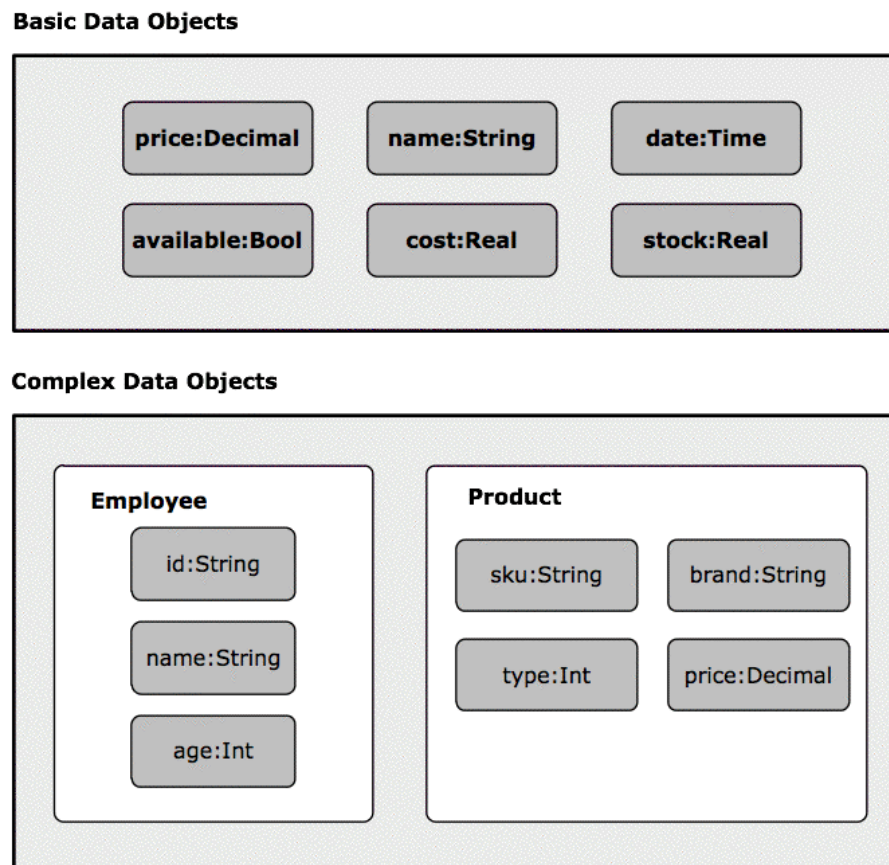 Basic Data Objects
price:Decimal
name:String
date:Time
available:Bool
cost:Real
stock:Real
Complex Data Objects
Employee
id:String
name:String
age:Int
Product
sku:String
brand:String
type:Int
price:Decimal